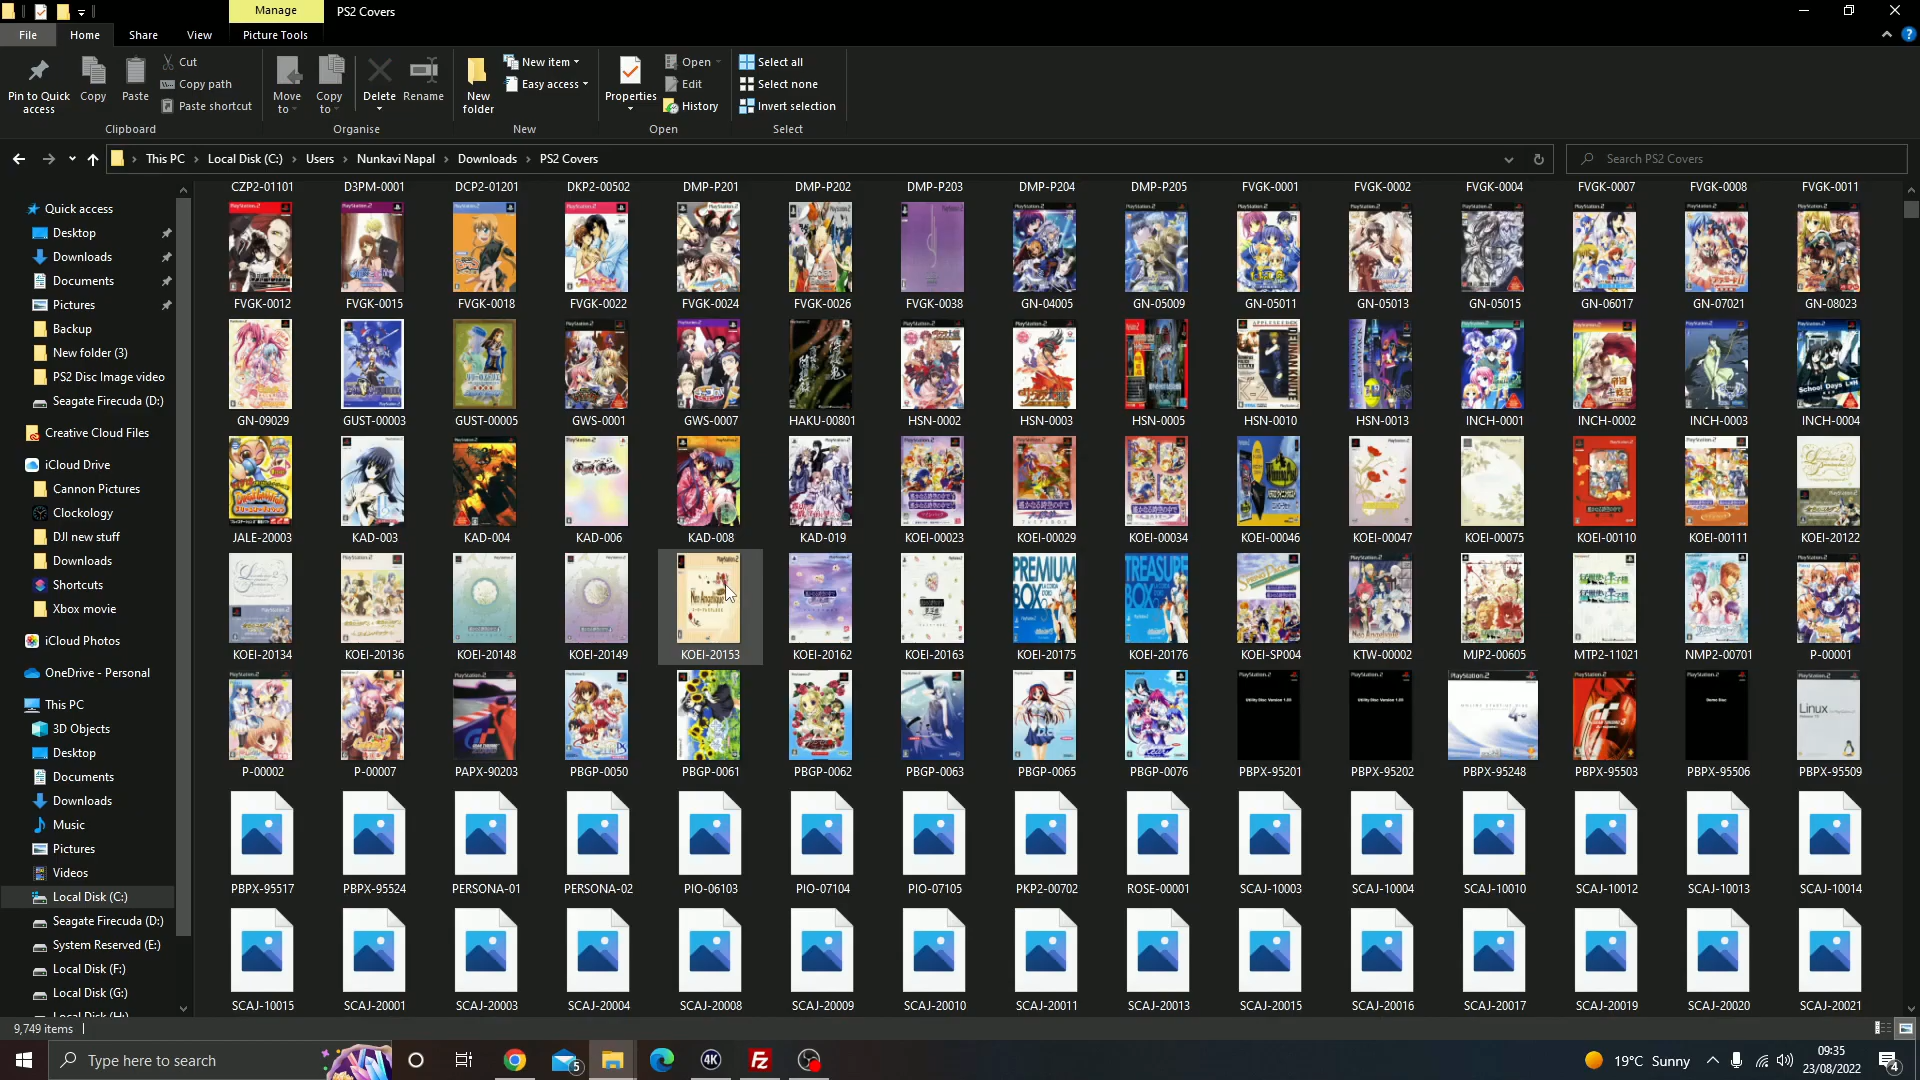 Manage
PS2 Covers
File
Home
Share
View
Picture Tools
Pin to Quick access
Copy
Paste
Cut
Copy path
Paste shortcut
Clipboard
Move to
Copy to
Delete
Rename
Organise
New folder
New item
Easy access
New
Properties
Open
Edit
History
Open
Select all
Select none
Invert selection
Select
This PC
Local Disk (C:)
Users
Nunkavi Napal
Downloads
PS2 Covers
Search PS2 Covers
Quick access
Desktop
Downloads
Documents
Pictures
Backup
New folder (3)
PS2 Disc Image video
Seagate Firecuda (D:)
Creative Cloud Files
iCloud Drive
Cannon Pictures
Clockology
DJI new stuff
Downloads
Shortcuts
Xbox movie
iCloud Photos
OneDrive - Personal
This PC
3D Objects
Desktop
Documents
Downloads
Music
Pictures
Videos
Local Disk (C:)
Seagate Firecuda (D:)
System Reserved (E:)
Local Disk (F:)
Local Disk (G:)
Local Disk (H:)
CZP2-01101 D3PM-0001 DCP2-01201 DKP2-00502 DMP-P201 DMP-P202 DMP-P203 DMP-P204 DMP-P205 FVGK-0001 FVGK-0002 FVGK-0004 FVGK-0007 FVGK-0008 FVGK-0011
FVGK-0012 FVGK-0015 FVGK-0018 FVGK-0022 FVGK-0024 FVGK-0026 FVGK-0038 GN-04005 GN-05009 GN-05011 GN-05013 GN-05015 GN-06017 GN-07021 GN-08023
School Days L×H
GN-09029 GUST-00003 GUST-00005 GWS-0001 GWS-0007 HAKU-00801 HSN-0002 HSN-0003 HSN-0005 HSN-0010 HSN-0013 INCH-0001 INCH-0002 INCH-0003 INCH-0004
JALE-20003 KAD-003 KAD-004 KAD-006 KAD-008 KAD-019 KOEI-00023 KOEI-00029 KOEI-00034 KOEI-00046 KOEI-00047 KOEI-00075 KOEI-00110 KOEI-00111 KOEI-20122
Neo Angelique
PREMIUM BOX
TREASURE BOX
KOEI-20134 KOEI-20136 KOEI-20148 KOEI-20149 KOEI-20153 KOEI-20162 KOEI-20163 KOEI-20175 KOEI-20176 KOEI-SP004 KTW-00002 MJP2-00605 MTP2-11021 NMP2-00701 P-00001
PlayStation.2
Linux
P-00002 P-00007 PAPX-90203 PBGP-0050 PBGP-0061 PBGP-0062 PBGP-0063 PBGP-0065 PBGP-0076 PBPX-95201 PBPX-95202 PBPX-95248 PBPX-95503 PBPX-95506 PBPX-95509
PBPX-95517 PBPX-95524 PERSONA-01 PERSONA-02 PIO-06103 PIO-07104 PIO-07105 PKP2-00702 ROSE-00001 SCAJ-10003 SCAJ-10004 SCAJ-10010 SCAJ-10012 SCAJ-10013 SCAJ-10014
SCAJ-10015 SCAJ-20001 SCAJ-20003 SCAJ-20004 SCAJ-20008 SCAJ-20009 SCAJ-20010 SCAJ-20011 SCAJ-20013 SCAJ-20015 SCAJ-20016 SCAJ-20017 SCAJ-20019 SCAJ-20020 SCAJ-20021
9,749 items
Type here to search
5
4K
Fz
19°C Sunny
09:35
23/08/2022
4